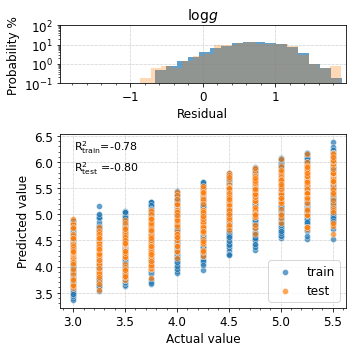 log g
Probability %
10²
10¹
10⁰
10⁻¹
−1 0 1
Residual
Predicted value
6.5
6.0
5.5
5.0
4.5
4.0
3.5
R²train=-0.78
R²test =-0.80
train
test
3.0 3.5 4.0 4.5 5.0 5.5
Actual value